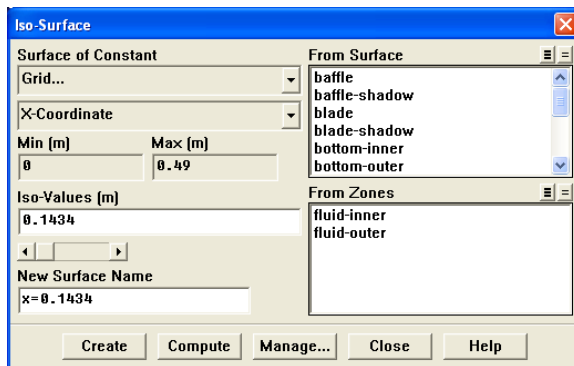 Iso-Surface
Surface of Constant
Grid...
X-Coordinate
Min (m) Max (m)
0 0.49
Iso-Values (m)
0.1434
New Surface Name
x=0.1434
From Surface
baffle
baffle-shadow
blade
blade-shadow
bottom-inner
bottom-outer
From Zones
fluid-inner
fluid-outer
Create Compute Manage... Close Help